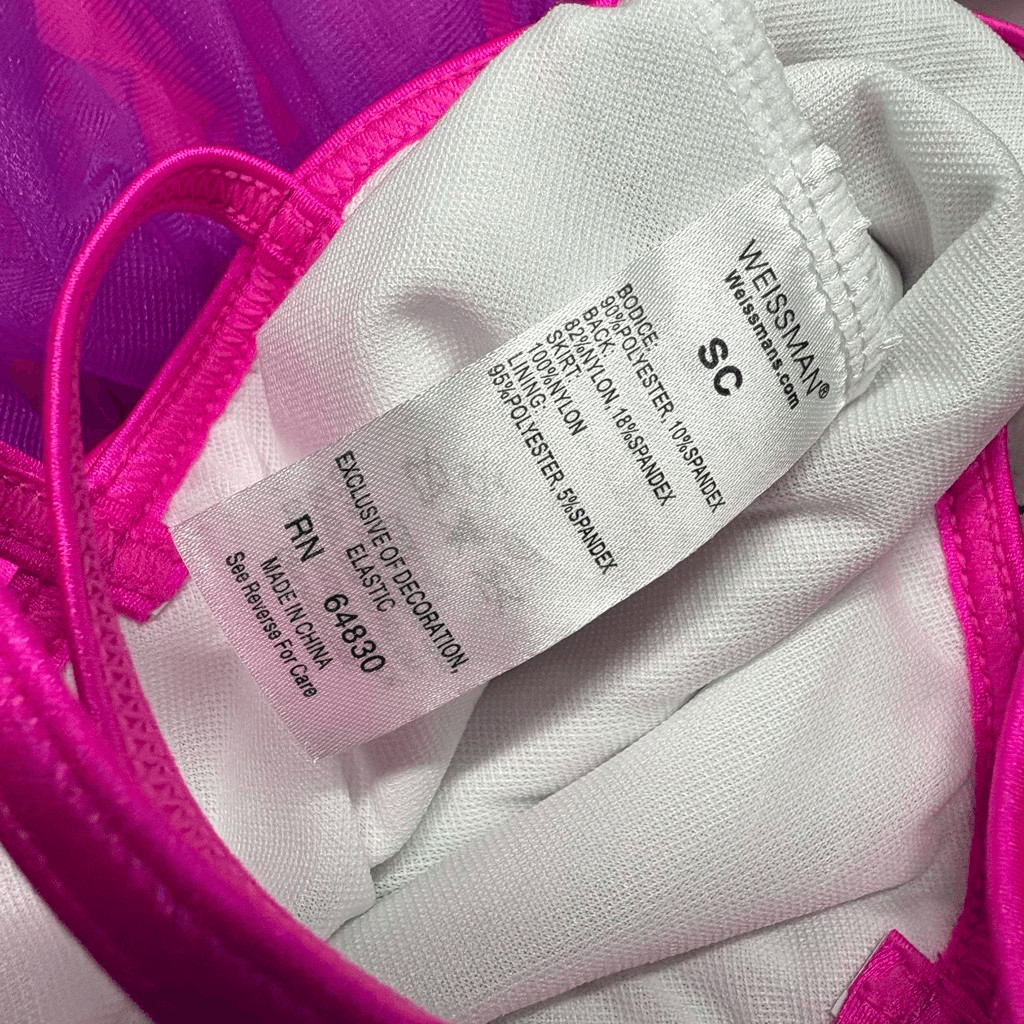 WEISSMAN®
Weissmans.com
SC
BODICE,
90%POLYESTER, 10%SPANDEX
BACK,
82%NYLON, 18%SPANDEX
SKIRT:
100%NYLON
LINING:
95%POLYESTER, 5%SPANDEX
EXCLUSIVE OF DECORATION,
ELASTIC
RN 64830
MADE IN CHINA
See Reverse For Care